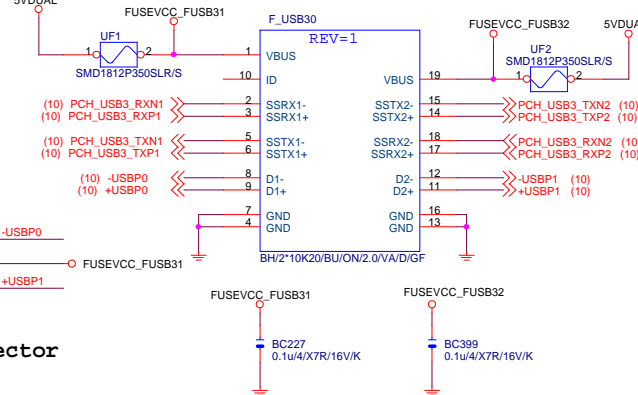 5VDUAL
FUSEVCC_FUSB31
F_USB30
REV=1
FUSEVCC_FUSB32
UF1
1 2
SMD1812P350SLR/S
UF2
SMD1812P350SLR/S
1 2
1 VBUS
10 ID
VBUS 19
(10) PCH_USB3_RXN1 2 SSRX1-
(10) PCH_USB3_RXP1 3 SSRX1+
SSTX2- 15 PCH_USB3_TXN2 (10)
SSTX2+ 14 PCH_USB3_TXP2 (10)
(10) PCH_USB3_TXN1 5 SSTX1-
(10) PCH_USB3_TXP1 6 SSTX1+
SSRX2- 18 PCH_USB3_RXN2
SSRX2+ 17 PCH_USB3_RXP2
(10) -USBP0 8 D1-
(10) +USBP0 9 D1+
D2- 12 -USBP1 (10)
D2+ 11 +USBP1 (10)
7 GND
4 GND
GND 16
GND 13
BH/2*10K20/BU/ON/2.0/VA/D/GF
-USBP0
FUSEVCC_FUSB31
+USBP1
FUSEVCC_FUSB31
FUSEVCC_FUSB32
BC227
0.1u/4/X7R/16V/K
BC399
0.1u/4/X7R/16V/K
ector